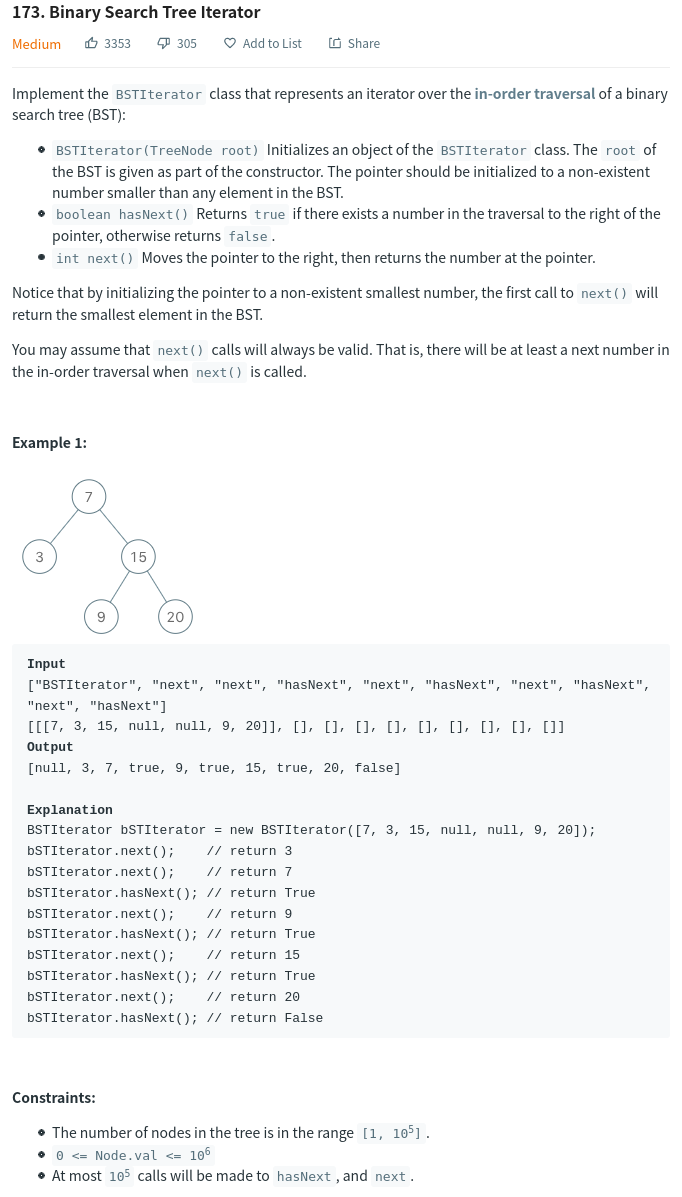 173. Binary Search Tree Iterator
Medium 3353 305 Add to List Share
Implement the BSTIterator class that represents an iterator over the in-order traversal of a binary
search tree (BST):
BSTIterator(TreeNode root) Initializes an object of the BSTIterator class. The root of
the BST is given as part of the constructor. The pointer should be initialized to a non-existent
number smaller than any element in the BST.
boolean hasNext() Returns true if there exists a number in the traversal to the right of the
pointer, otherwise returns false.
int next() Moves the pointer to the right, then returns the number at the pointer.
Notice that by initializing the pointer to a non-existent smallest number, the first call to next() will
return the smallest element in the BST.
You may assume that next() calls will always be valid. That is, there will be at least a next number in
the in-order traversal when next() is called.
Example 1:
7
3 15
9 20
Input
["BSTIterator", "next", "next", "hasNext", "next", "hasNext", "next", "hasNext",
"next", "hasNext"]
[[[7, 3, 15, null, null, 9, 20]], [], [], [], [], [], [], [], [], []]
Output
[null, 3, 7, true, 9, true, 15, true, 20, false]
Explanation
BSTIterator bSTIterator = new BSTIterator([7, 3, 15, null, null, 9, 20]);
bSTIterator.next();    // return 3
bSTIterator.next();    // return 7
bSTIterator.hasNext(); // return True
bSTIterator.next();    // return 9
bSTIterator.hasNext(); // return True
bSTIterator.next();    // return 15
bSTIterator.hasNext(); // return True
bSTIterator.next();    // return 20
bSTIterator.hasNext(); // return False
Constraints:
The number of nodes in the tree is in the range [1, 10⁵].
0 <= Node.val <= 10⁶
At most 10⁵ calls will be made to hasNext, and next.